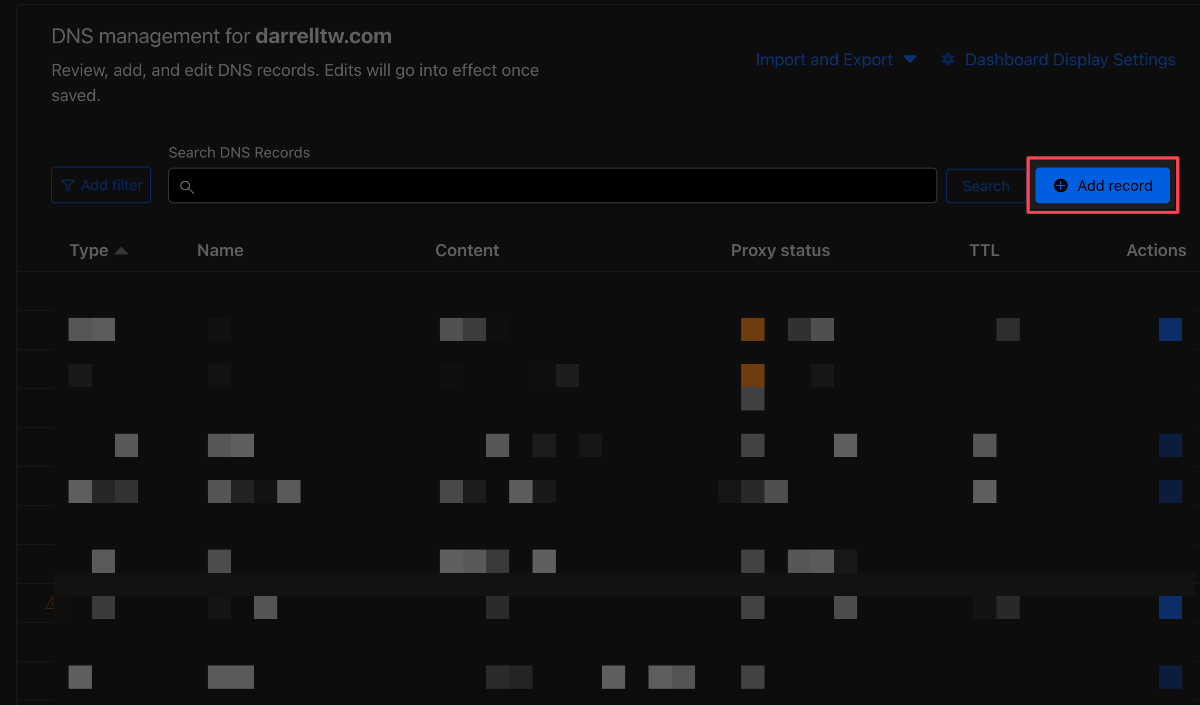 DNS management for darrelltw.com
Review, add, and edit DNS records. Edits will go into effect once
saved.
Import and Export
Dashboard Display Settings
Search DNS Records
Add filter
Search
Add record
Type Name Content Proxy status TTL Actions